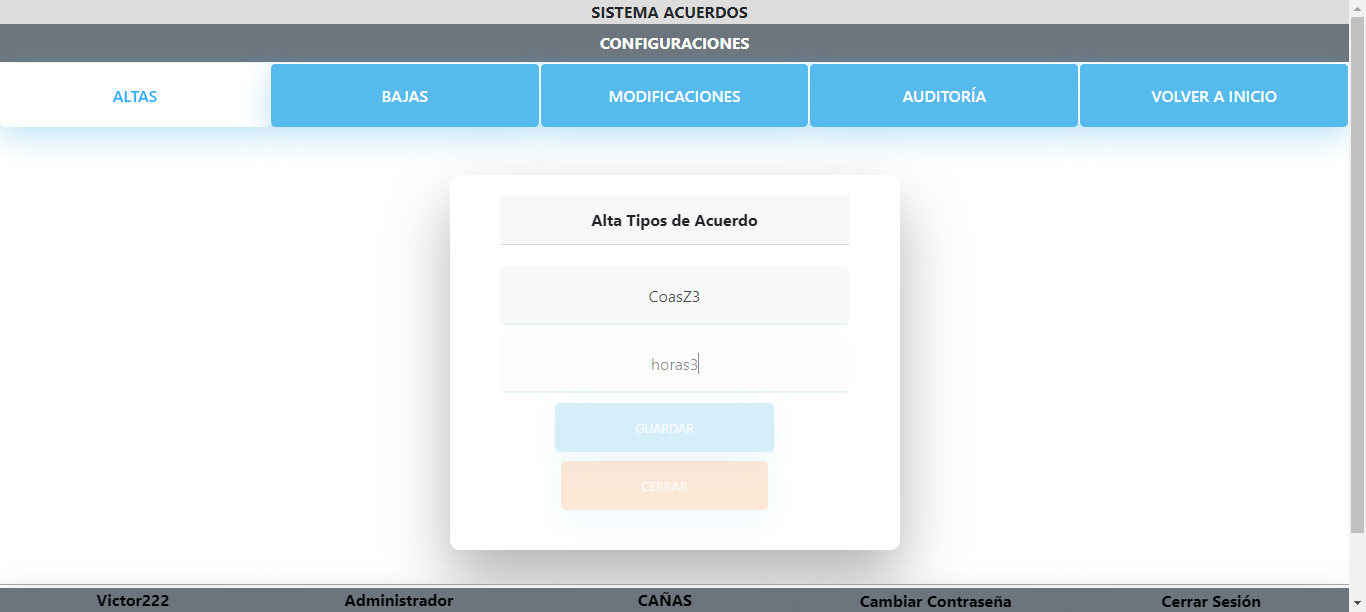 SISTEMA ACUERDOS
CONFIGURACIONES
ALTAS BAJAS MODIFICACIONES AUDITORÍA VOLVER A INICIO
Alta Tipos de Acuerdo
CoasZ3
horas3
GUARDAR
CERRAR
Victor222 Administrador CAÑAS Cambiar Contraseña Cerrar Sesión